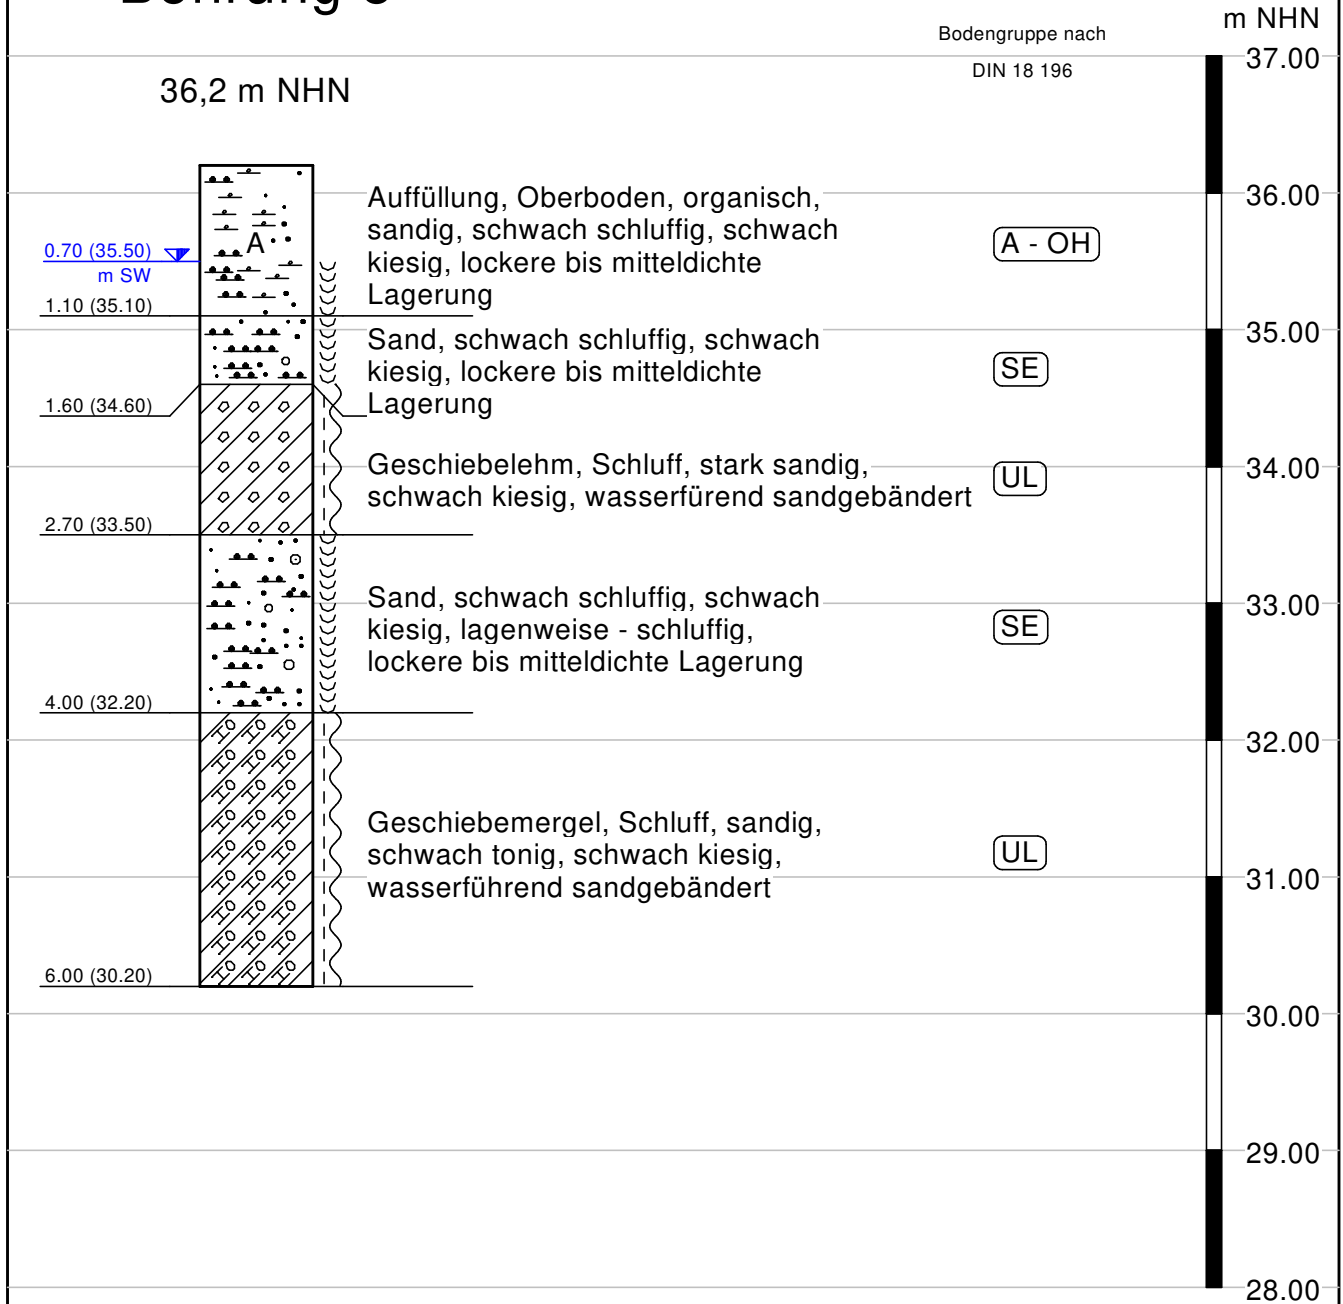 m NHN
Bodengruppe nach
DIN 18 196
37.00
36,2 m NHN
36.00
Auffüllung, Oberboden, organisch,
sandig, schwach schluffig, schwach
kiesig, lockere bis mitteldichte
Lagerung
A
A - OH
0.70 (35.50)
m SW
1.10 (35.10)
35.00
Sand, schwach schluffig, schwach
kiesig, lockere bis mitteldichte
Lagerung
SE
1.60 (34.60)
34.00
Geschiebelehm, Schluff, stark sandig,
schwach kiesig, wasserfürend sandgebändert
UL
2.70 (33.50)
33.00
Sand, schwach schluffig, schwach
kiesig, lagenweise - schluffig,
lockere bis mitteldichte Lagerung
SE
4.00 (32.20)
32.00
Geschiebemergel, Schluff, sandig,
schwach tonig, schwach kiesig,
wasserführend sandgebändert
UL
31.00
6.00 (30.20)
30.00
29.00
28.00